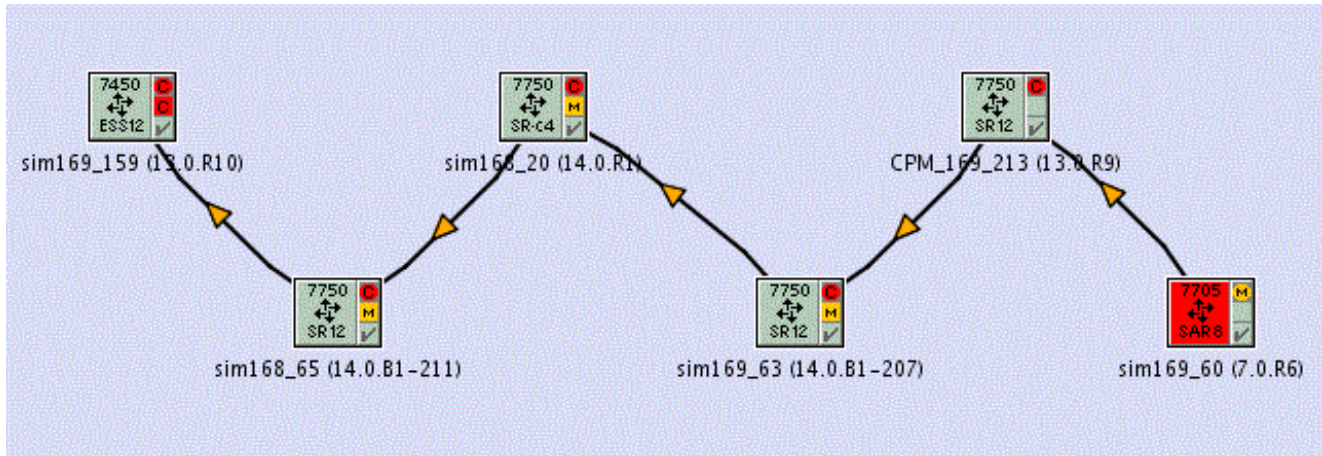 7450
C
C
ESS12
sim169_159 (13.0.R10)
7750
C
M
SR-c4
sim168_20 (14.0.R1)
7750
C
SR12
CPM_169_213 (13.0.R9)
7750
C
M
SR12
sim168_65 (14.0.B1-211)
7750
C
M
SR12
sim169_63 (14.0.B1-207)
7705
M
SAR8
sim169_60 (7.0.R6)